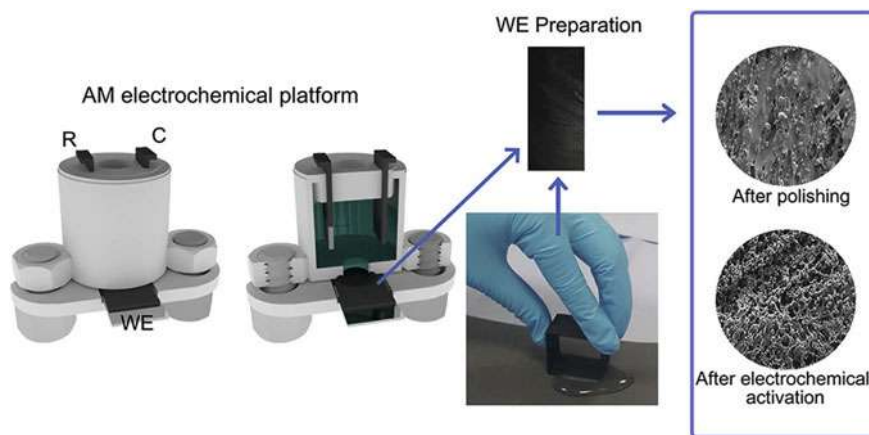 WE Preparation
AM electrochemical platform
R
C
WE
After polishing
After electrochemical
activation